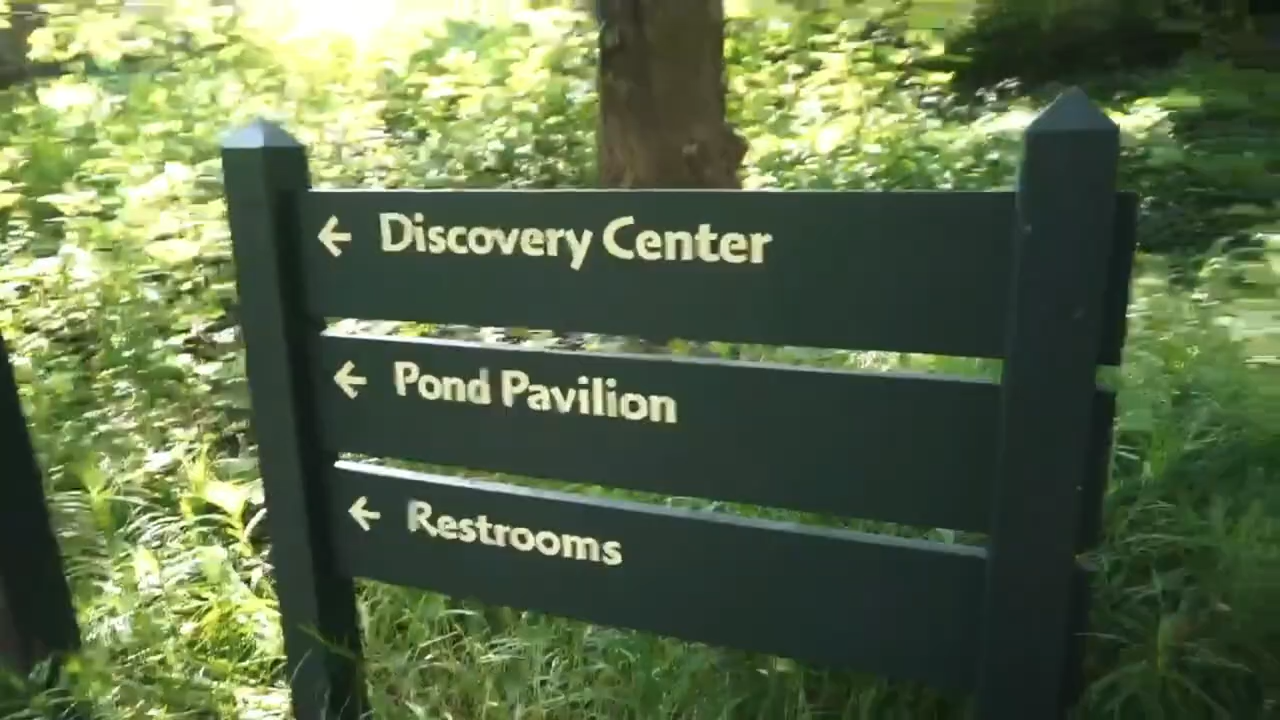 ← Discovery Center
← Pond Pavilion
← Restrooms